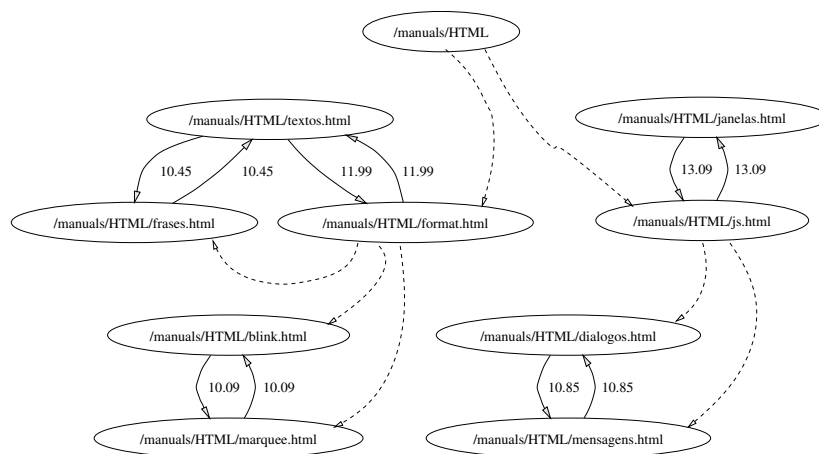 /manuals/HTML
/manuals/HTML/textos.html
/manuals/HTML/janelas.html
10.45
10.45
11.99
11.99
13.09
13.09
/manuals/HTML/frases.html
/manuals/HTML/format.html
/manuals/HTML/js.html
/manuals/HTML/blink.html
/manuals/HTML/dialogos.html
10.09
10.09
10.85
10.85
/manuals/HTML/marquee.html
/manuals/HTML/mensagens.html